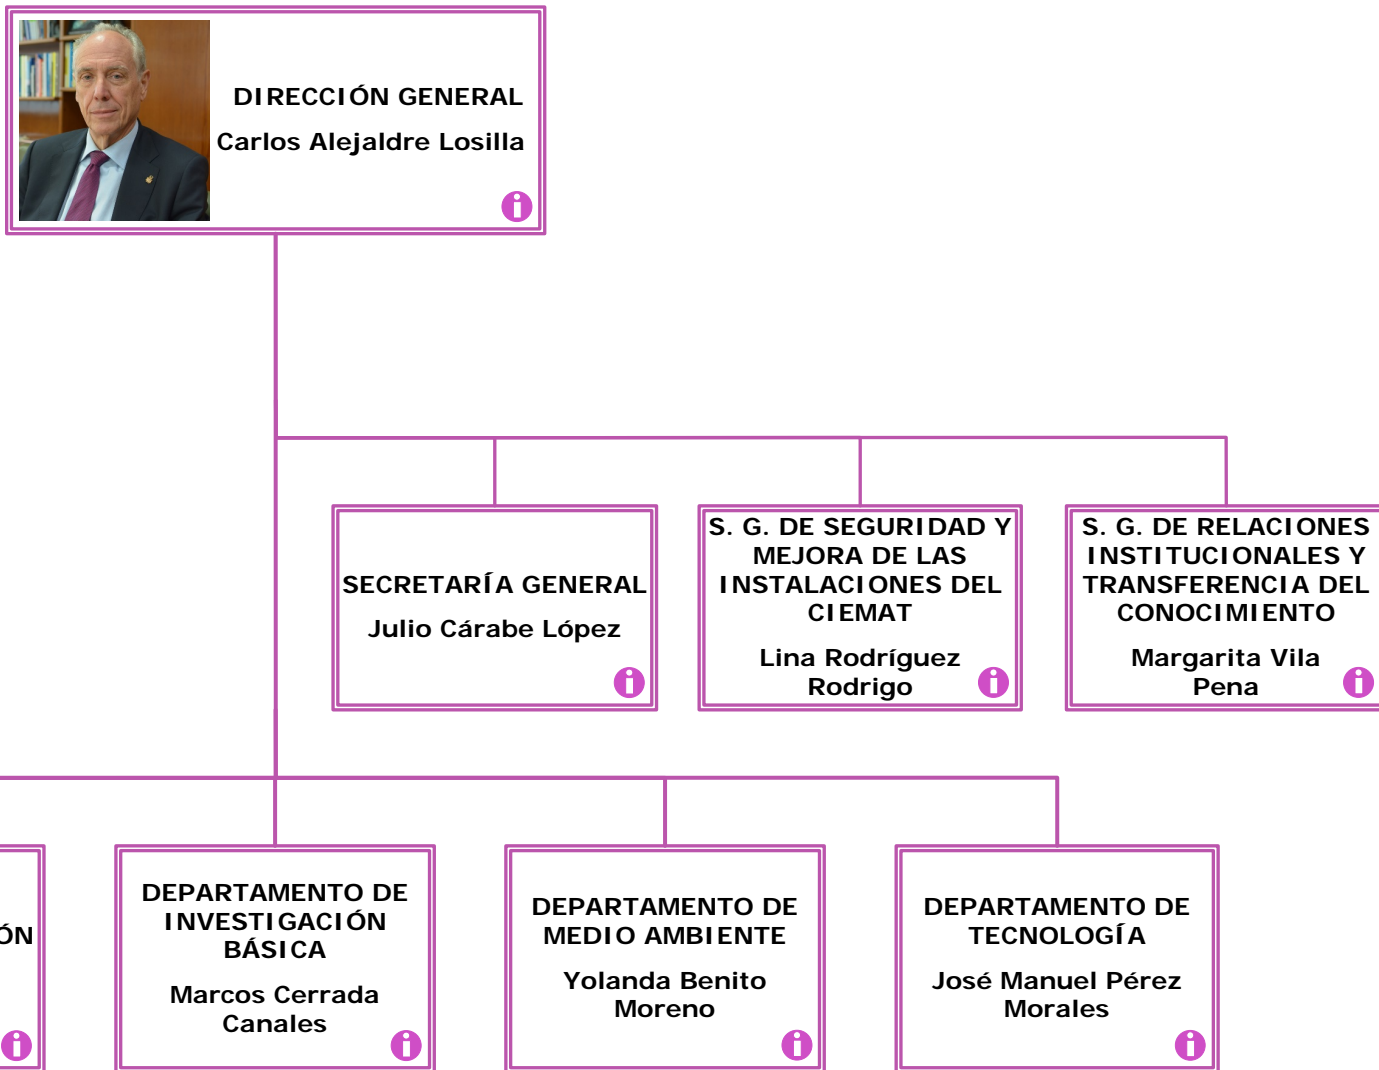 DIRECCIÓN GENERAL
Carlos Alejaldre Losilla
SECRETARÍA GENERAL
Julio Cárabe López
S. G. DE SEGURIDAD Y
MEJORA DE LAS
INSTALACIONES DEL
CIEMAT
Lina Rodríguez
Rodrigo
S. G. DE RELACIONES
INSTITUCIONALES Y
TRANSFERENCIA DEL
CONOCIMIENTO
Margarita Vila
Pena
DEPARTAMENTO DE
INVESTIGACIÓN
BÁSICA
Marcos Cerrada
Canales
DEPARTAMENTO DE
MEDIO AMBIENTE
Yolanda Benito
Moreno
DEPARTAMENTO DE
TECNOLOGÍA
José Manuel Pérez
Morales